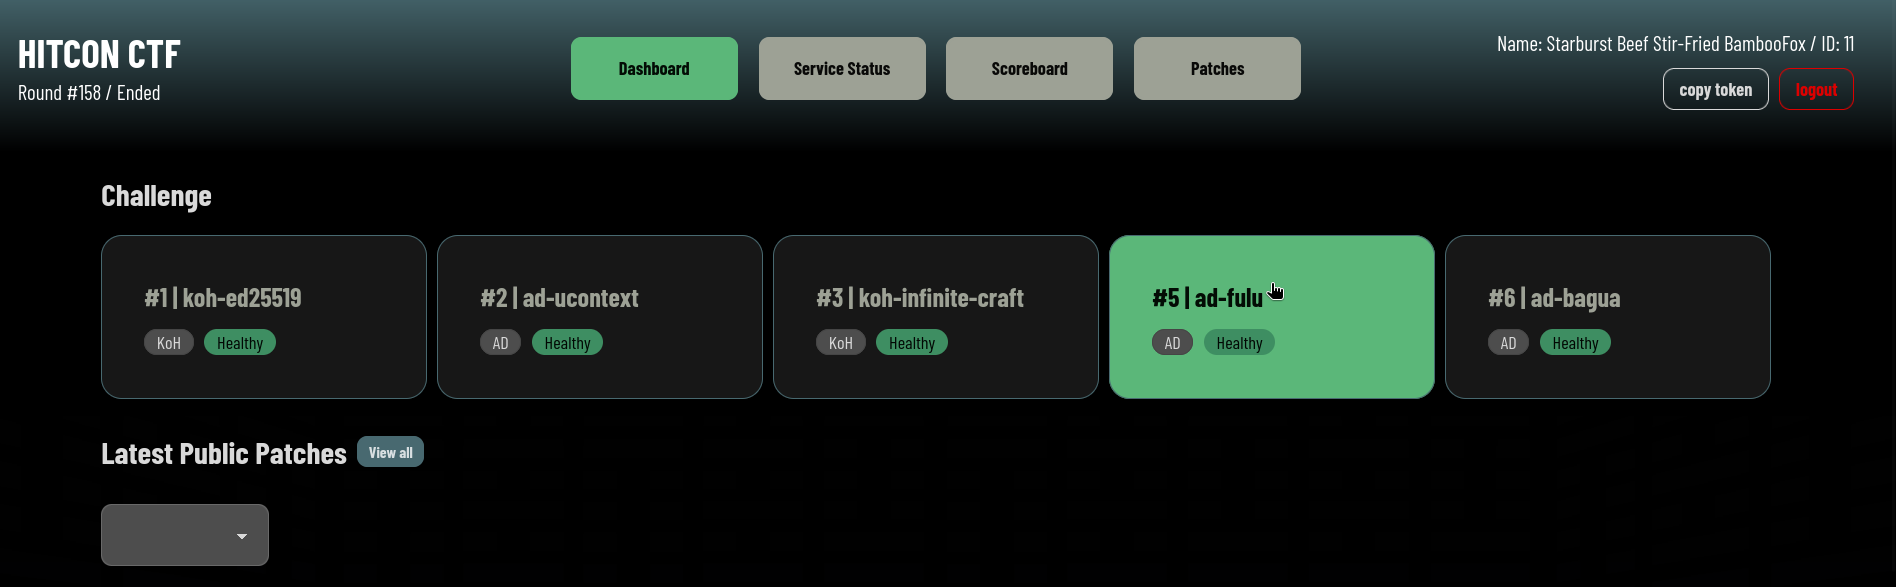 HITCON CTF
Round #158 / Ended
Dashboard
Service Status
Scoreboard
Patches
Name: Starburst Beef Stir-Fried BambooFox / ID: 11
copy token
logout
Challenge
#1 | koh-ed25519
KoH
Healthy
#2 | ad-ucontext
AD
Healthy
#3 | koh-infinite-craft
KoH
Healthy
#5 | ad-fulu
AD
Healthy
#6 | ad-bagua
AD
Healthy
Latest Public Patches
View all